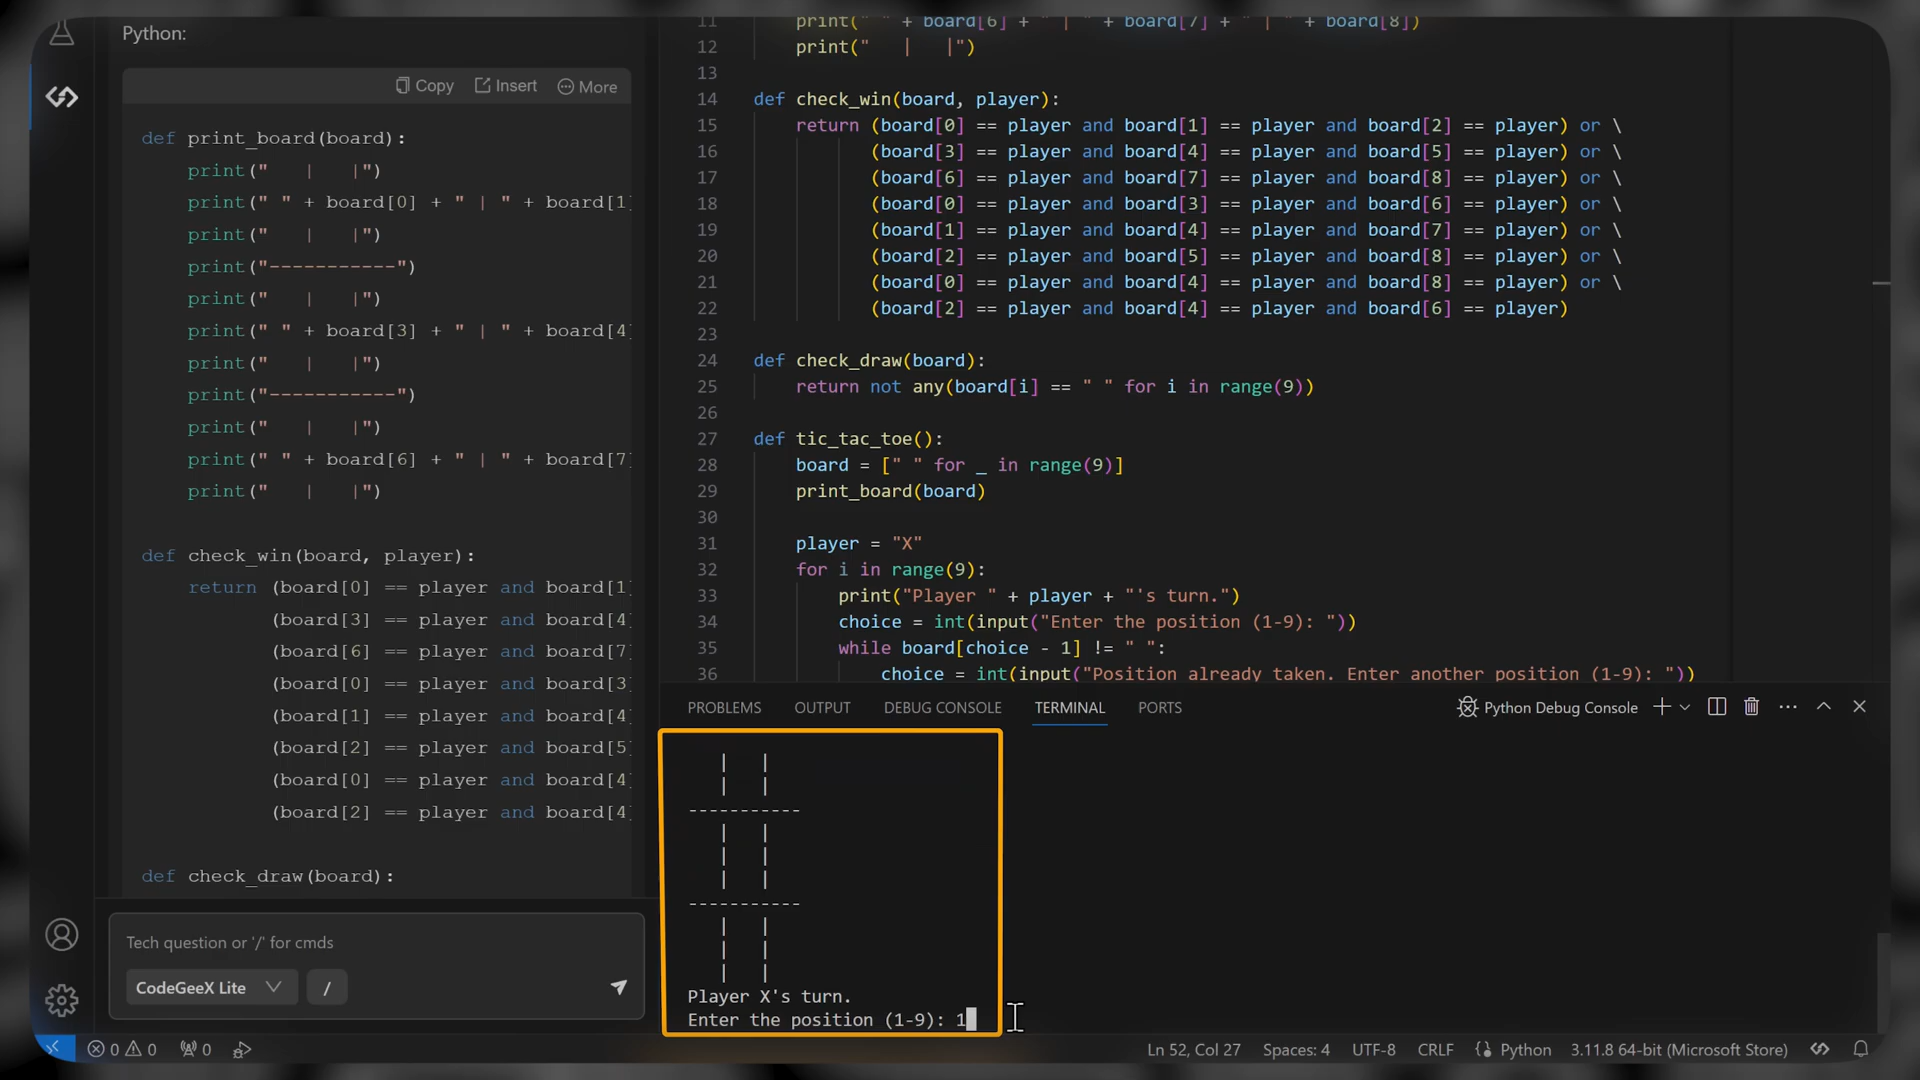 Python:
Copy Insert More
def print_board(board):
print("   |   |")
print(" " + board[0] + " | " + board[1]
print("   |   |")
print("-----------")
print("   |   |")
print(" " + board[3] + " | " + board[4]
print("   |   |")
print("-----------")
print("   |   |")
print(" " + board[6] + " | " + board[7]
print("   |   |")
def check_win(board, player):
return (board[0] == player and board[1]
(board[3] == player and board[4]
(board[6] == player and board[7]
(board[0] == player and board[3]
(board[1] == player and board[4]
(board[2] == player and board[5]
(board[0] == player and board[4]
(board[2] == player and board[4]
def check_draw(board):
Tech question or '/' for cmds
CodeGeeX Lite /
11 print(" " + board[6] + " | " + board[7] + " | " + board[8])
12 print("   |   |")
13
14 def check_win(board, player):
15 return (board[0] == player and board[1] == player and board[2] == player) or \
16 (board[3] == player and board[4] == player and board[5] == player) or \
17 (board[6] == player and board[7] == player and board[8] == player) or \
18 (board[0] == player and board[3] == player and board[6] == player) or \
19 (board[1] == player and board[4] == player and board[7] == player) or \
20 (board[2] == player and board[5] == player and board[8] == player) or \
21 (board[0] == player and board[4] == player and board[8] == player) or \
22 (board[2] == player and board[4] == player and board[6] == player)
23
24 def check_draw(board):
25 return not any(board[i] == " " for i in range(9))
26
27 def tic_tac_toe():
28 board = [" " for _ in range(9)]
29 print_board(board)
30
31 player = "X"
32 for i in range(9):
33 print("Player " + player + "'s turn.")
34 choice = int(input("Enter the position (1-9): "))
35 while board[choice - 1] != " ":
36 choice = int(input("Position already taken. Enter another position (1-9): "))
PROBLEMS OUTPUT DEBUG CONSOLE TERMINAL PORTS Python Debug Console
|   |
|   |
-----------
|   |
|   |
|   |
-----------
|   |
|   |
|   |
Player X's turn.
Enter the position (1-9): 1
0 0 0 Ln 52, Col 27 Spaces: 4 UTF-8 CRLF Python 3.11.8 64-bit (Microsoft Store)